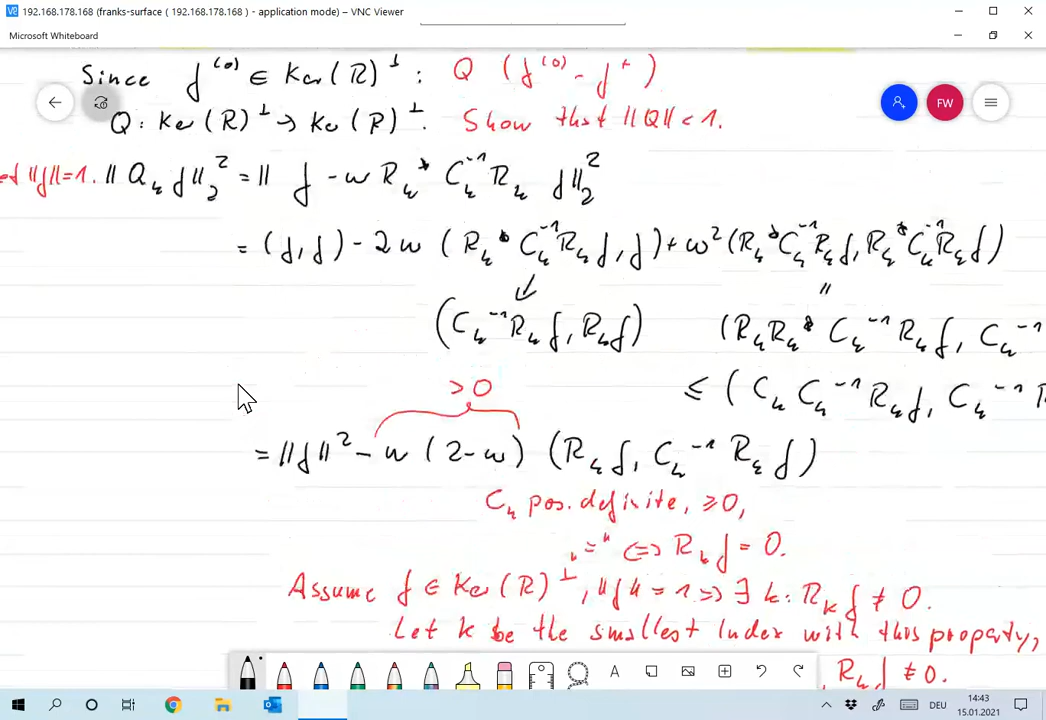 192.168.178.168 (franks-surface ( 192.168.178.168 ) - application mode) – VNC Viewer
Microsoft Whiteboard
Since f^(0) ∈ Ker(R)^⊥ : Q (f^(0) - f^+)
FW
Q : Ker(R)^⊥ → Ker(R)^⊥. Show that ||Q|| < 1.
et ||f||=1. ||Q_k f||_2^2 = || f - ω R_k^* C_k^-1 R_k f||_2^2
= (f,f) - 2ω (R_k^* C_k^-1 R_k f, f) + ω^2 (R_k^* C_k^-1 R_k f, R_k^* C_k^-1 R_k f)
↓ "
(C_k^-1 R_k f, R_k f) (R_k R_k^* C_k^-1 R_k f, C_k^-1
> 0 ≤ (C_k C_k^-1 R_k f, C_k^-1 R
= ||f||^2 - ω (2-ω) (R_k f, C_k^-1 R_k f)
C_k pos. definite, ≥0,
"=" ⟺ R_k f = 0.
Assume f ∈ Ker(R)^⊥, ||f|| = 1 ⇒ ∃ k : R_k f ≠ 0.
Let k be the smallest Index with this property,
R_k f ≠ 0.
DEU
14:43
15.01.2021